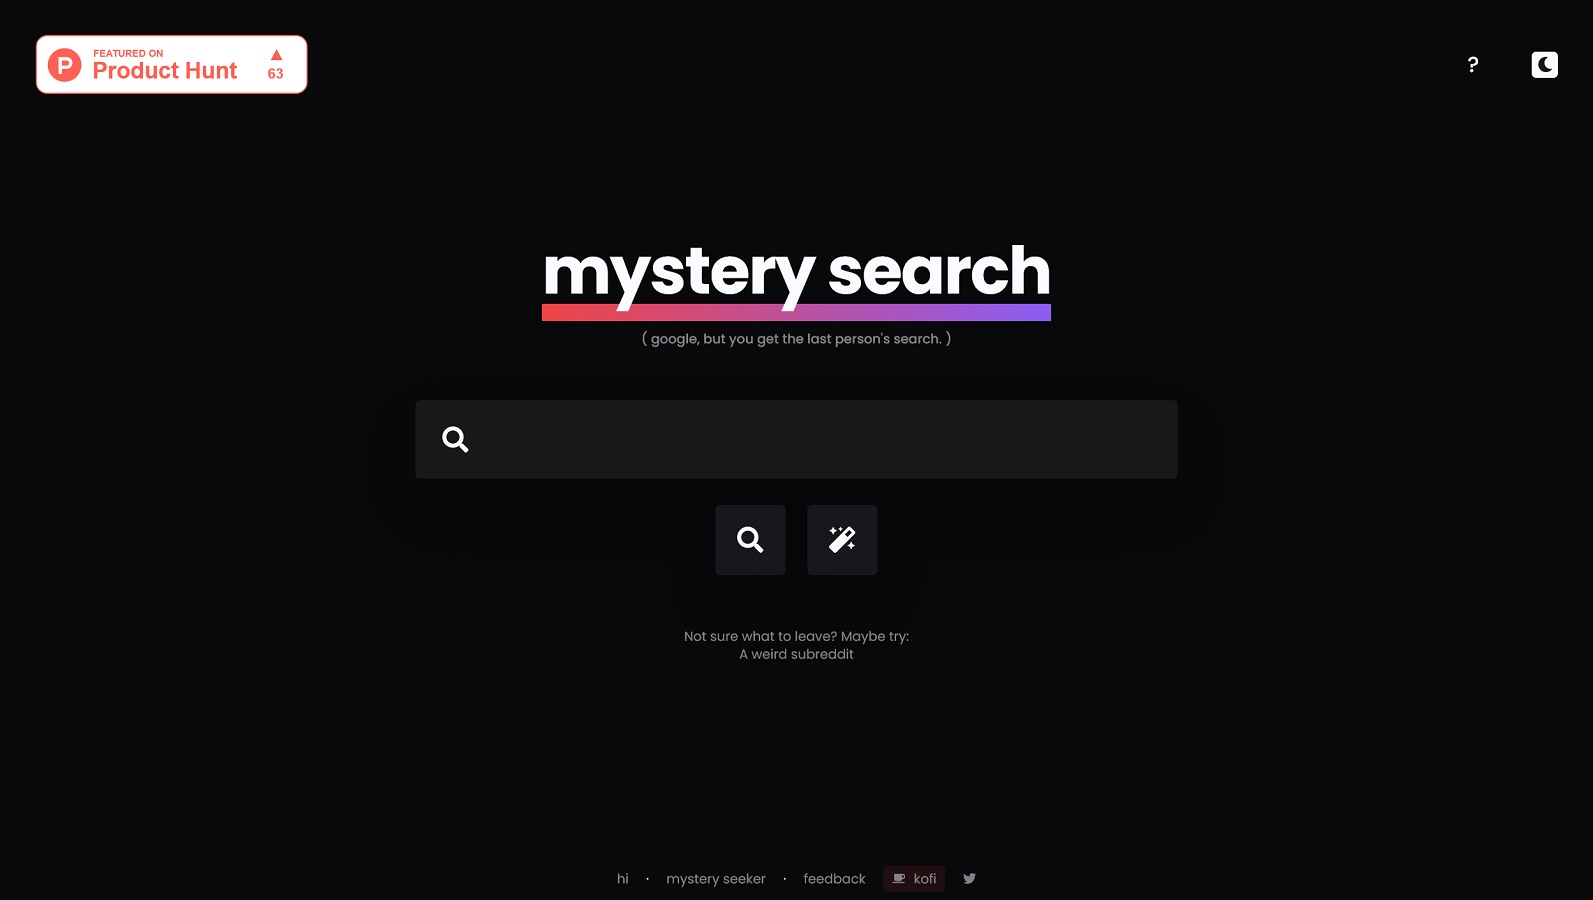 FEATURED ON
Product Hunt
63
?
mystery search
( google, but you get the last person's search. )
Not sure what to leave? Maybe try:
A weird subreddit
hi · mystery seeker · feedback kofi